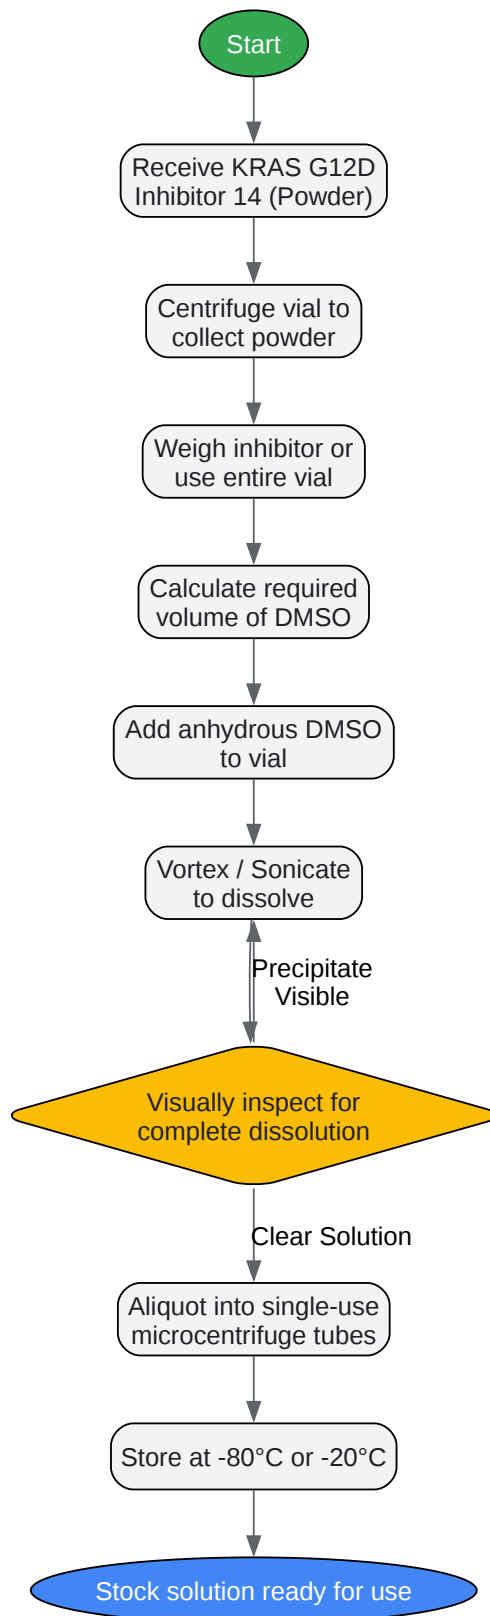 Start
Receive KRAS G12D
Inhibitor 14 (Powder)
Centrifuge vial to
collect powder
Weigh inhibitor or
use entire vial
Calculate required
volume of DMSO
Add anhydrous DMSO
to vial
Vortex / Sonicate
to dissolve
Precipitate
Visible
Visually inspect for
complete dissolution
Clear Solution
Aliquot into single-use
microcentrifuge tubes
Store at -80°C or -20°C
Stock solution ready for use